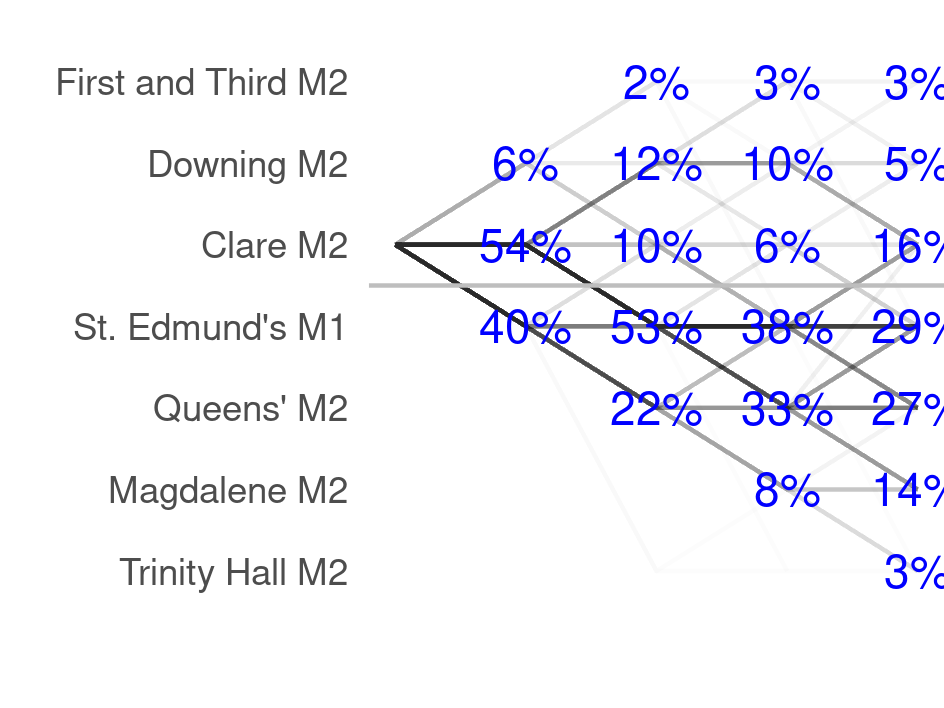 First and Third M2 2% 3% 3%
Downing M2 6% 12% 10% 5%
Clare M2 54% 10% 6% 16%
St. Edmund's M1 40% 53% 38% 29%
Queens' M2 22% 33% 27%
Magdalene M2 8% 14%
Trinity Hall M2 3%